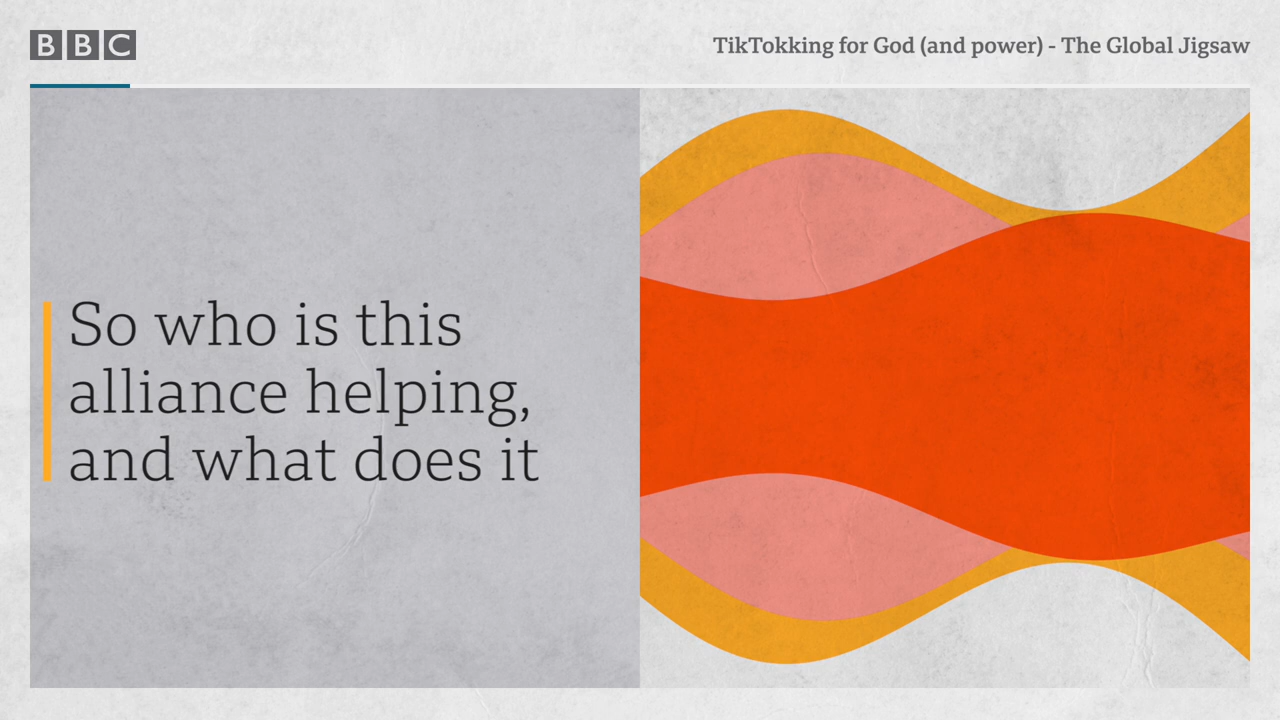 BBC
TikTokking for God (and power) - The Global Jigsaw
So who is this
alliance helping,
and what does it